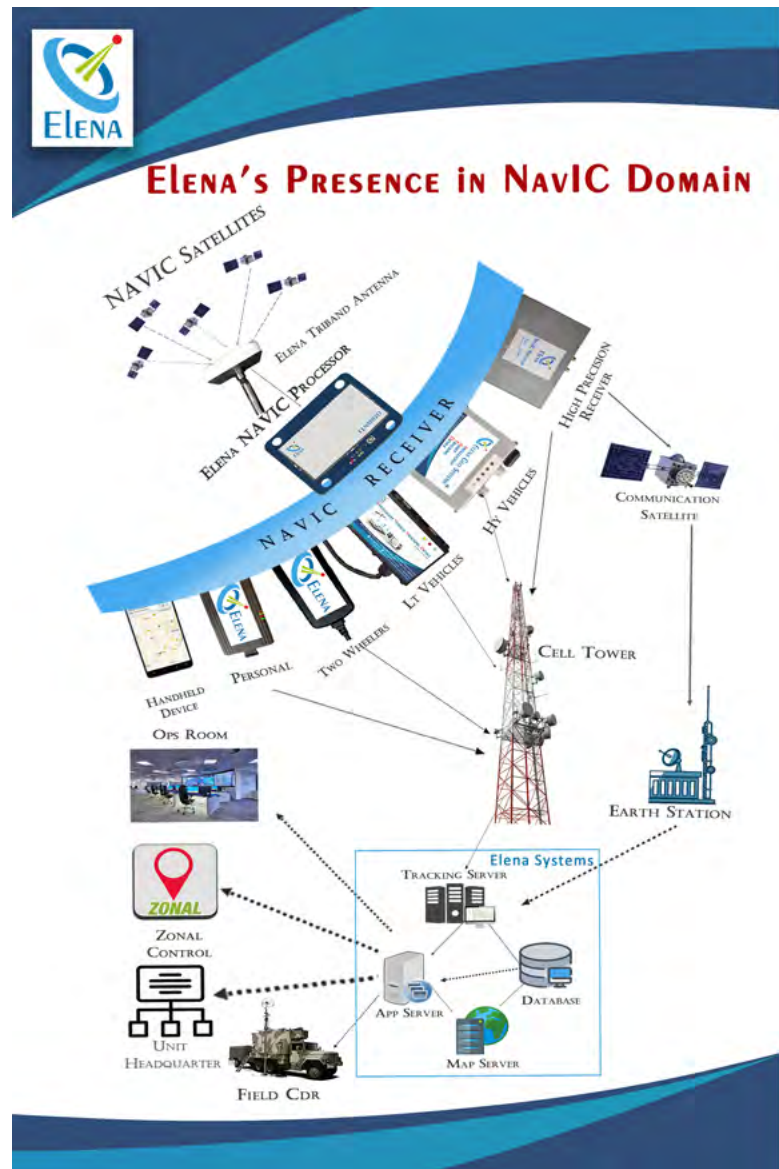 ELENA
ELENA'S PRESENCE IN NAVIC DOMAIN
NAVIC SATELLITES
ELENA TRIBAND ANTENNA
ELENA NAVIC PROCESSOR
NAVIC RECEIVER
HIGH PRECISION
RECEIVER
HY VEHICLES
LT VEHICLES
TWO WHEELERS
PERSONAL
HANDHELD
DEVICE
ELENA
ELENA
COMMUNICATION
SATELLITE
CELL TOWER
OPS ROOM
EARTH STATION
Elena Systems
TRACKING SERVER
ZONAL
ZONAL
CONTROL
APP SERVER
DATABASE
MAP SERVER
UNIT
HEADQUARTER
FIELD CDR